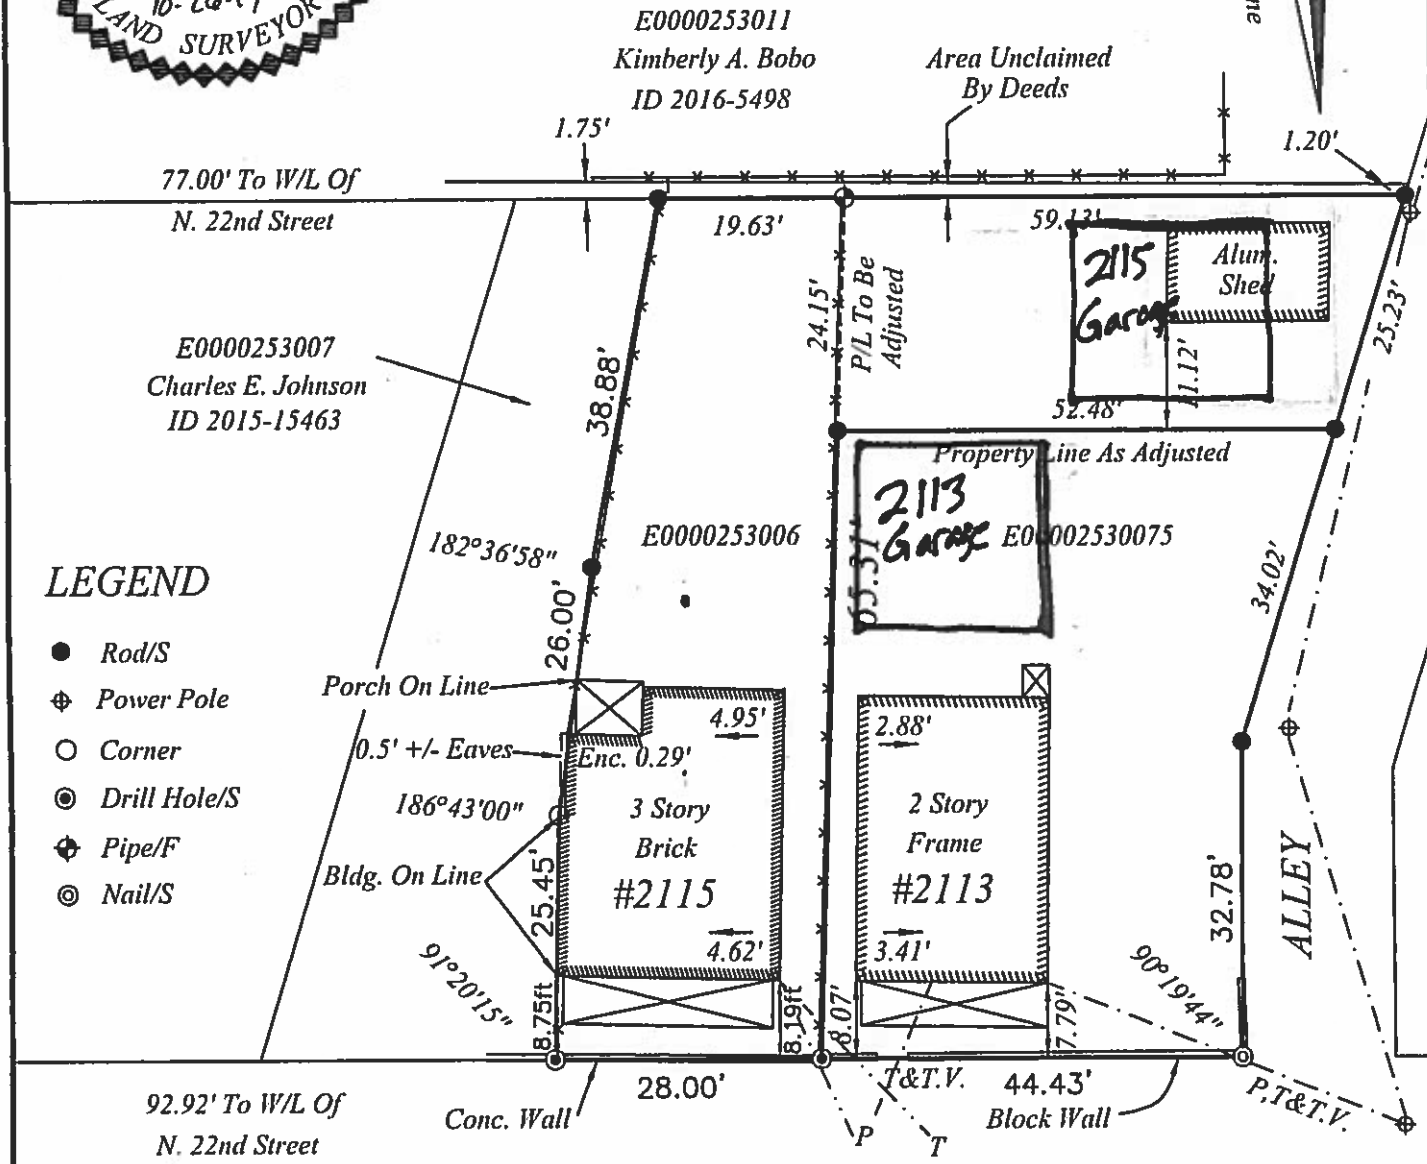 LAND SURVEYOR
E0000253011
Kimberly A. Bobo
ID 2016-5498
Area Unclaimed
By Deeds
1.75'
1.20'
77.00' To W/L Of
N. 22nd Street
19.63'
59.13'
2115
Garage
Alum.
Shed
24.15'
P/L To Be
Adjusted
25.23'
E0000253007
Charles E. Johnson
ID 2015-15463
38.88'
11.12'
52.48'
Property Line As Adjusted
2113
Garage
182°36'58"
E0000253006
E00002530075
65.31'
34.02'
LEGEND
Rod/S
Power Pole
Corner
Drill Hole/S
Pipe/F
Nail/S
26.00'
Porch On Line
4.95'
2.88'
0.5' +/- Eaves
Enc. 0.29'
186°43'00"
3 Story
Brick
#2115
2 Story
Frame
#2113
Bldg. On Line
25.45'
32.78'
ALLEY
4.62'
3.41'
91°20'15"
90°19'44"
8.75ft
8.19ft
8.07'
7.79"
28.00'
T&T.V.
44.43'
P,T&T.V.
92.92' To W/L Of
N. 22nd Street
Conc. Wall
Block Wall
P
T